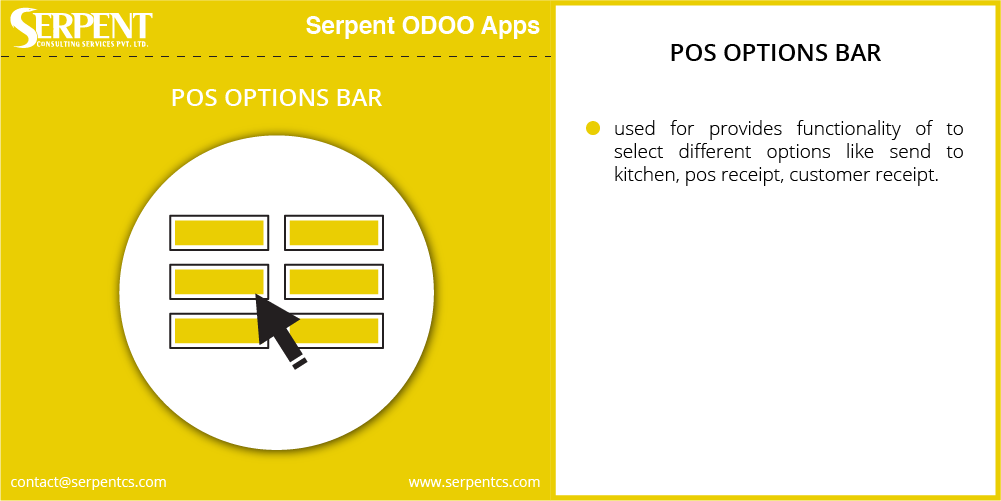 SERPENT
CONSULTING SERVICES PVT. LTD.
Serpent ODOO Apps
POS OPTIONS BAR
contact@serpentcs.com
www.serpentcs.com
POS OPTIONS BAR
used for provides functionality of to
select different options like send to
kitchen, pos receipt, customer receipt.